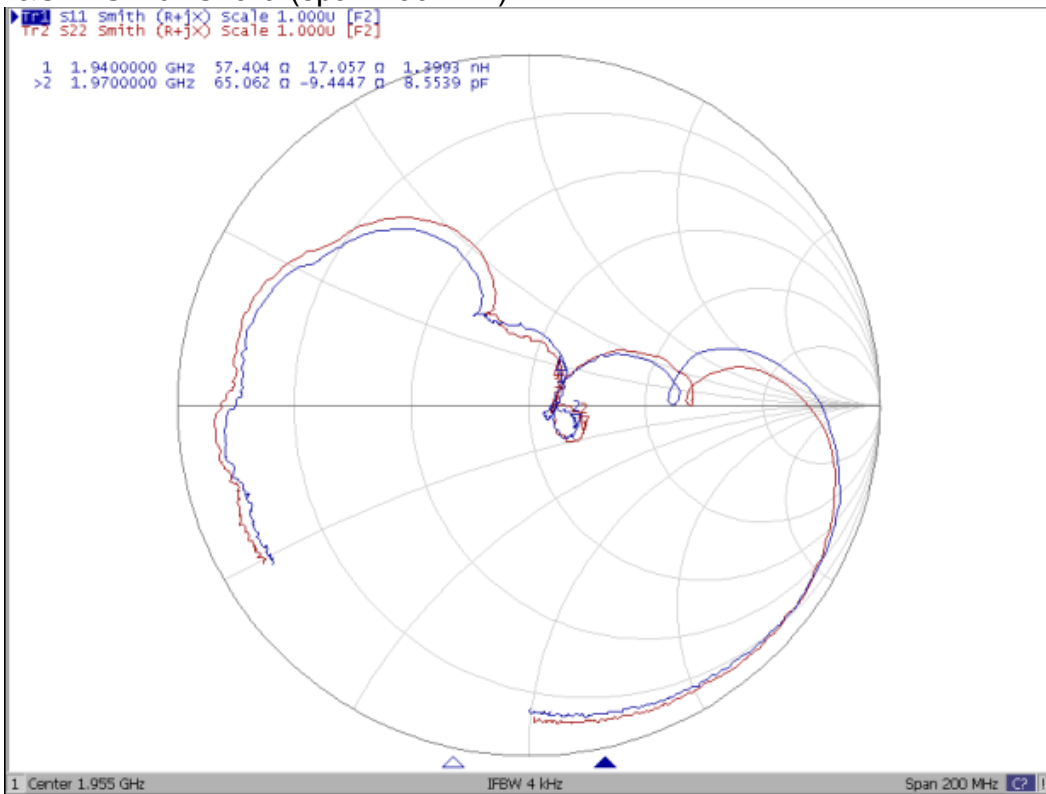 Tr1 S11 Smith (R+jX) Scale 1.000U [F2]
Tr2 S22 Smith (R+jX) Scale 1.000U [F2]
1 1.9400000 GHz 57.404 Ω 17.057 Ω 1.3993 nH
>2 1.9700000 GHz 65.062 Ω -9.4447 Ω 8.5539 pF
1 Center 1.955 GHz IFBW 4 kHz Span 200 MHz C? !